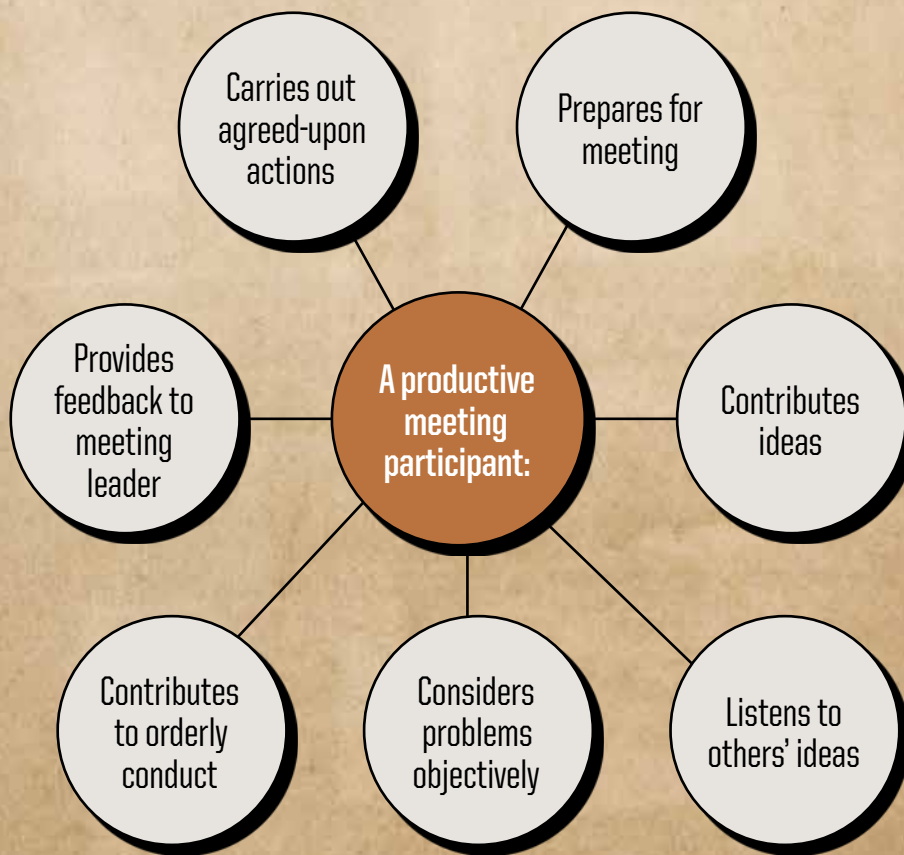 Carries out
agreed-upon
actions
Prepares for
meeting
Provides
feedback to
meeting
leader
A productive
meeting
participant:
Contributes
ideas
Contributes
to orderly
conduct
Considers
problems
objectively
Listens to
others’ ideas